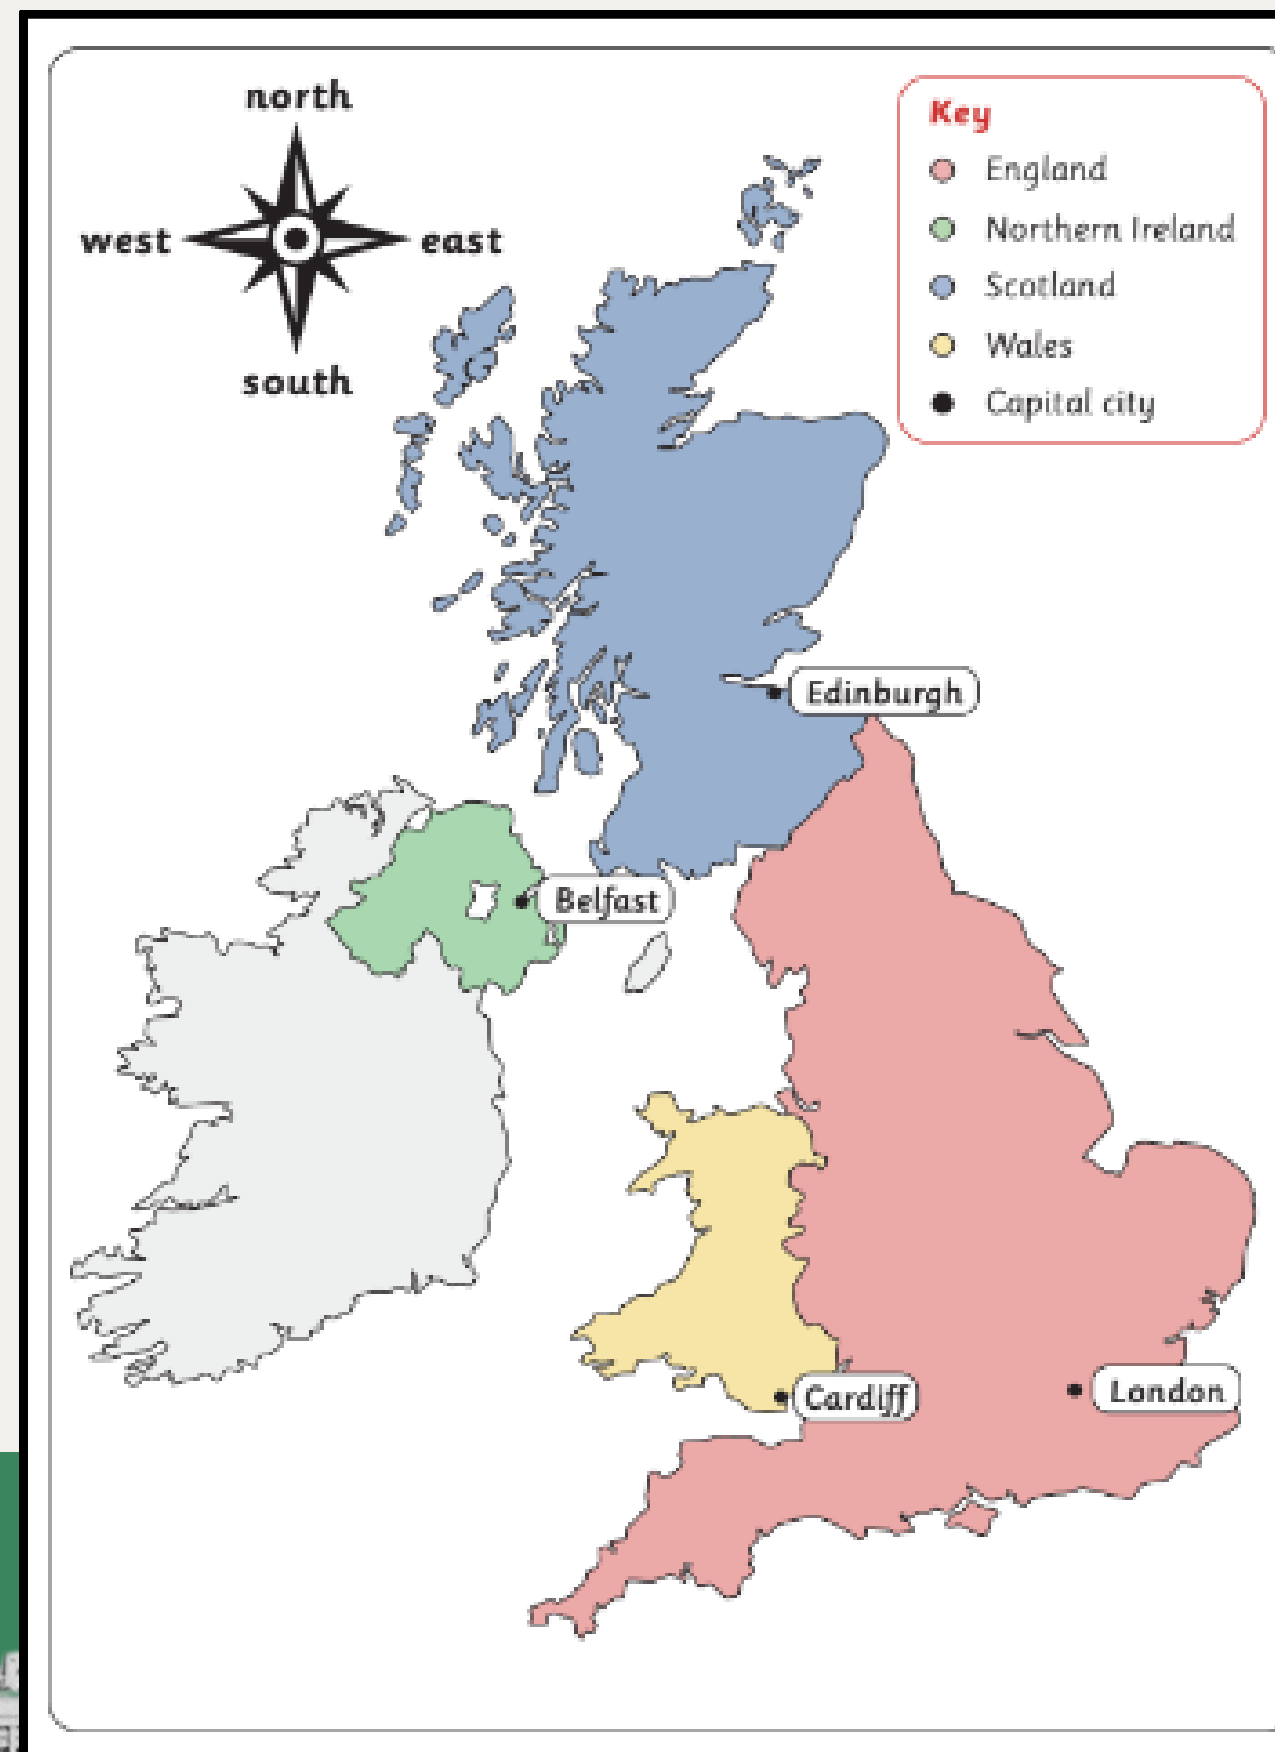 north
west east
south
Key
England
Northern Ireland
Scotland
Wales
Capital city
Edinburgh
Belfast
Cardiff
London